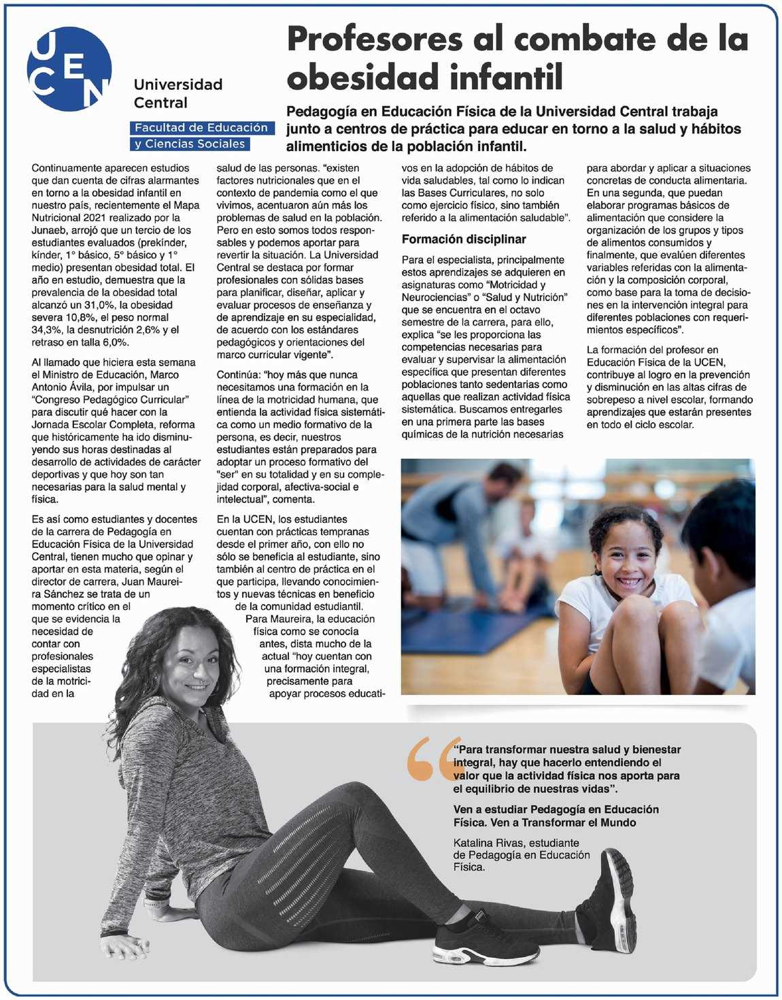 UCEN
Universidad
Central
Facultad de Educación
y Ciencias Sociales
Profesores al combate de la
obesidad infantil
Pedagogía en Educación Física de la Universidad Central trabaja
junto a centros de práctica para educar en torno a la salud y hábitos
alimenticios de la población infantil.
Continuamente aparecen estudios
que dan cuenta de cifras alarmantes
en torno a la obesidad infantil en
nuestro país, recientemente el Mapa
Nutricional 2021 realizado por la
Junaeb, arrojó que un tercio de los
estudiantes evaluados (prekínder,
kínder, 1° básico, 5° básico y 1°
medio) presentan obesidad total. El
año en estudio, demuestra que la
prevalencia de la obesidad total
alcanzó un 31,0%, la obesidad
severa 10,8%, el peso normal
34,3%, la desnutrición 2,6% y el
retraso en talla 6,0%.
Al llamado que hiciera esta semana
el Ministro de Educación, Marco
Antonio Ávila, por impulsar un
“Congreso Pedagógico Curricular”
para discutir qué hacer con la
Jornada Escolar Completa, reforma
que históricamente ha ido disminu-
yendo sus horas destinadas al
desarrollo de actividades de carácter
deportivas y que hoy son tan
necesarias para la salud mental y
física.
Es así como estudiantes y docentes
de la carrera de Pedagogía en
Educación Física de la Universidad
Central, tienen mucho que opinar y
aportar en esta materia, según el
director de carrera, Juan Maurei-
ra Sánchez se trata de un
momento crítico en el
que se evidencia la
necesidad de
contar con
profesionales
especialistas
de la motrici-
dad en la
salud de las personas. “existen
factores nutricionales que en el
contexto de pandemia como el que
vivimos, acentuaron aún más los
problemas de salud en la población.
Pero en esto somos todos respon-
sables y podemos aportar para
revertir la situación. La Universidad
Central se destaca por formar
profesionales con sólidas bases
para planificar, diseñar, aplicar y
evaluar procesos de enseñanza y
de aprendizaje en su especialidad,
de acuerdo con los estándares
pedagógicos y orientaciones del
marco curricular vigente”.
Continúa: “hoy más que nunca
necesitamos una formación en la
línea de la motricidad humana, que
entienda la actividad física sistemáti-
ca como un medio formativo de la
persona, es decir, nuestros
estudiantes están preparados para
adoptar un proceso formativo del
"ser" en su totalidad y en su comple-
jidad corporal, afectiva-social e
intelectual”, comenta.
En la UCEN, los estudiantes
cuentan con prácticas tempranas
desde el primer año, con ello no
sólo se beneficia al estudiante, sino
también al centro de práctica en el
que participa, llevando conocimien-
tos y nuevas técnicas en beneficio
de la comunidad estudiantil.
Para Maureira, la educación
física como se conocía
antes, dista mucho de la
actual “hoy cuentan con
una formación integral,
precisamente para
apoyar procesos educati-
vos en la adopción de hábitos de
vida saludables, tal como lo indican
las Bases Curriculares, no solo
como ejercicio físico, sino también
referido a la alimentación saludable”.
Formación disciplinar
Para el especialista, principalmente
estos aprendizajes se adquieren en
asignaturas como “Motricidad y
Neurociencias” o “Salud y Nutrición”
que se encuentra en el octavo
semestre de la carrera, para ello,
explica “se les proporciona las
competencias necesarias para
evaluar y supervisar la alimentación
específica que presentan diferentes
poblaciones tanto sedentarias como
aquellas que realizan actividad física
sistemática. Buscamos entregarles
en una primera parte las bases
químicas de la nutrición necesarias
para abordar y aplicar a situaciones
concretas de conducta alimentaria.
En una segunda, que puedan
elaborar programas básicos de
alimentación que considere la
organización de los grupos y tipos
de alimentos consumidos y
finalmente, que evalúen diferentes
variables referidas con la alimenta-
ción y la composición corporal,
como base para la toma de decisio-
nes en la intervención integral para
diferentes poblaciones con requeri-
mientos específicos”.
La formación del profesor en
Educación Física de la UCEN,
contribuye al logro en la prevención
y disminución en las altas cifras de
sobrepeso a nivel escolar, formando
aprendizajes que estarán presentes
en todo el ciclo escolar.
“Para transformar nuestra salud y bienestar
integral, hay que hacerlo entendiendo el
valor que la actividad física nos aporta para
el equilibrio de nuestras vidas”.
Ven a estudiar Pedagogía en Educación
Física. Ven a Transformar el Mundo
Katalina Rivas, estudiante
de Pedagogía en Educación
Física.